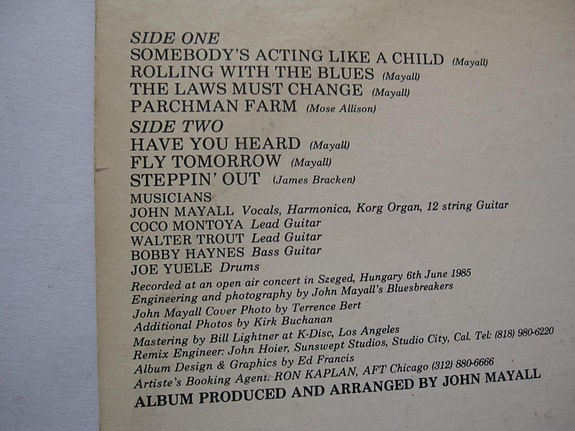 SIDE ONE
SOMEBODY'S ACTING LIKE A CHILD (Mayall)
ROLLING WITH THE BLUES (Mayall)
THE LAWS MUST CHANGE (Mayall)
PARCHMAN FARM (Mose Allison)
SIDE TWO
HAVE YOU HEARD (Mayall)
FLY TOMORROW (Mayall)
STEPPIN' OUT (James Bracken)
MUSICIANS
JOHN MAYALL Vocals, Harmonica, Korg Organ, 12 string Guitar
COCO MONTOYA Lead Guitar
WALTER TROUT Lead Guitar
BOBBY HAYNES Bass Guitar
JOE YUELE Drums
Recorded at an open air concert in Szeged, Hungary 6th June 1985
Engineering and photography by John Mayall's Bluesbreakers
John Mayall Cover Photo by Terrence Bert
Additional Photos by Kirk Buchanan
Mastering by Bill Lightner at K-Disc, Los Angeles
Remix Engineer: John Hoier, Sunswept Studios, Studio City, Cal. Tel: (818) 980-6220
Album Design & Graphics by Ed Francis
Artiste's Booking Agent. RON KAPLAN, AFT Chicago (312) 880-6666
ALBUM PRODUCED AND ARRANGED BY JOHN MAYALL